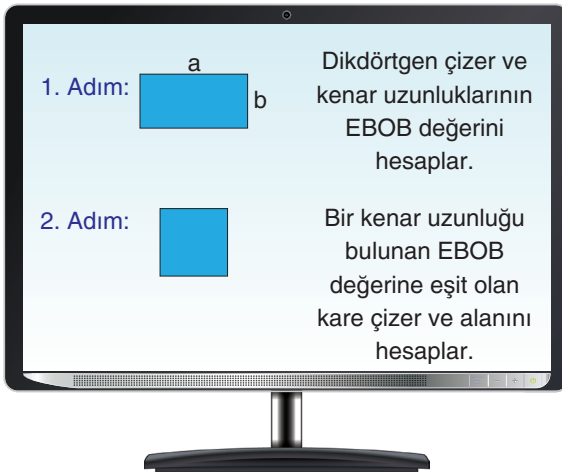 1. Adım:
a
b
Dikdörtgen çizer ve
kenar uzunluklarının
EBOB değerini
hesaplar.
2. Adım:
Bir kenar uzunluğu
bulunan EBOB
değerine eşit olan
kare çizer ve alanını
hesaplar.